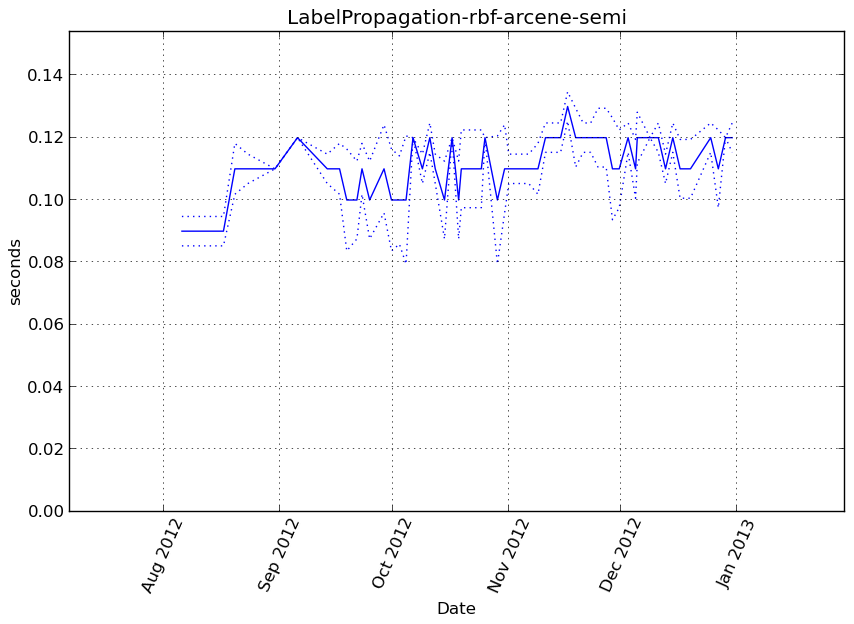 LabelPropagation-rbf-arcene-semi
0.14
0.12
0.10
0.08
0.06
0.04
0.02
0.00
seconds
Aug 2012
Sep 2012
Oct 2012
Nov 2012
Dec 2012
Jan 2013
Date